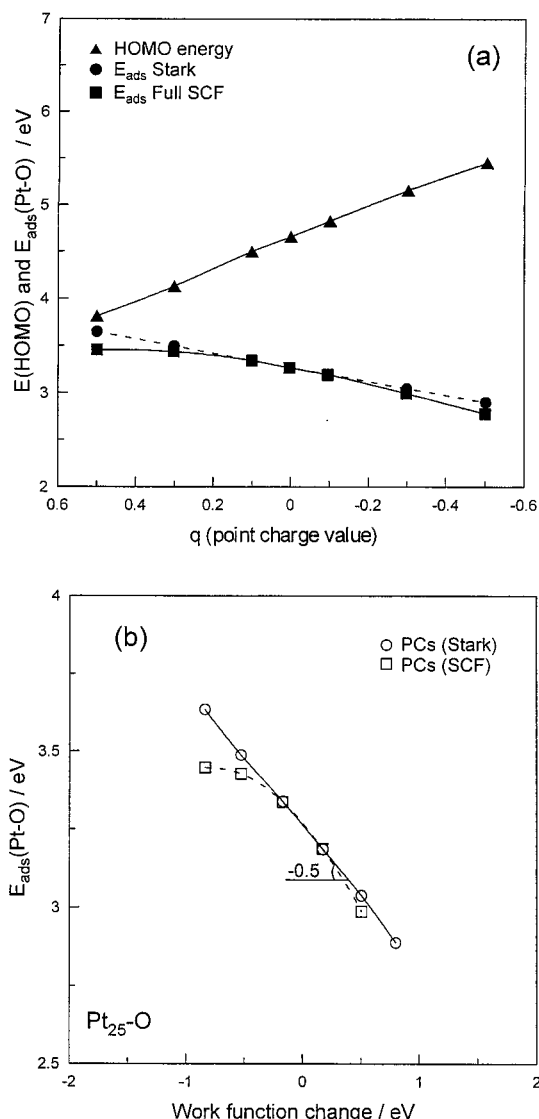 7
(a)
HOMO energy
E_ads Stark
E_ads Full SCF
6
5
4
3
2
E(HOMO) and E_ads(Pt-O) / eV
0.6 0.4 0.2 0 -0.2 -0.4 -0.6
q (point charge value)
4
(b)
PCs (Stark)
PCs (SCF)
3.5
-0.5
3
Pt25-O
2.5
E_ads(Pt-O) / eV
-2 -1 0 1 2
Work function change / eV